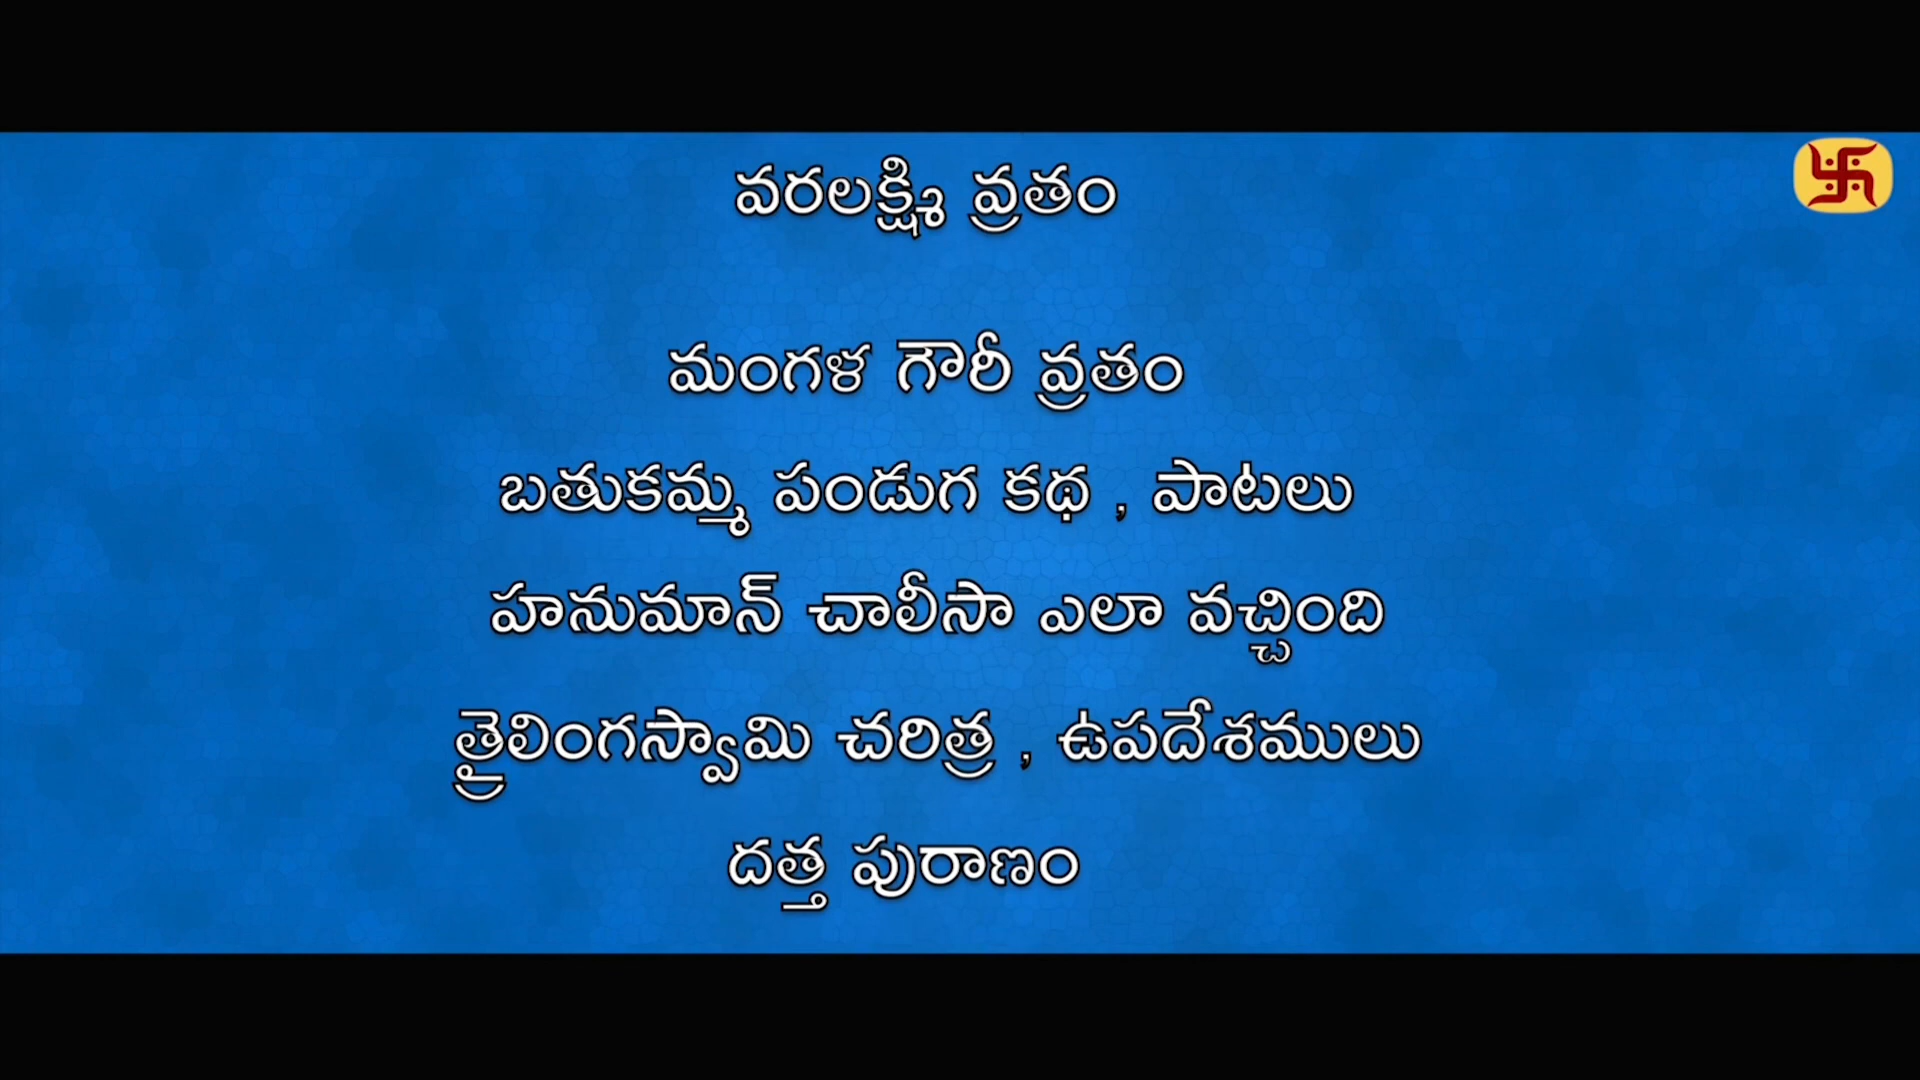 వరలక్ష్మి వ్రతం
మంగళ గౌరీ వ్రతం
బతుకమ్మ పండుగ కథ , పాటలు
హనుమాన్ చాలీసా ఎలా వచ్చింది
త్రైలింగస్వామి చరిత్ర , ఉపదేశములు
దత్త పురాణం